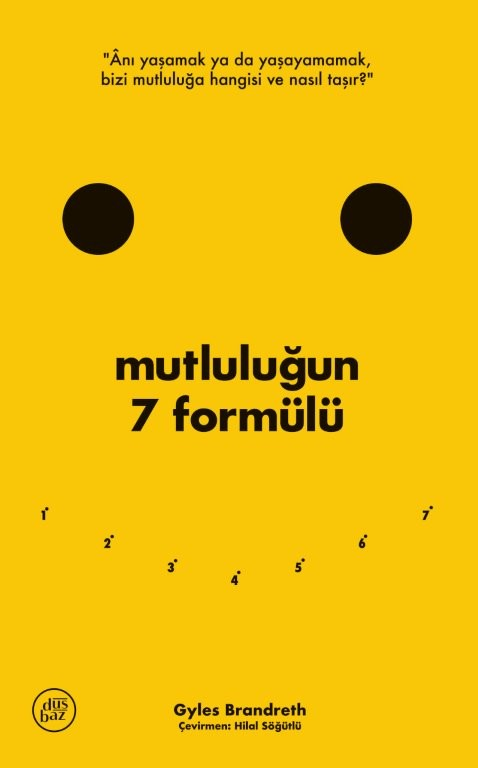 "Ânı yaşamak ya da yaşayamamak,
bizi mutluluğa hangisi ve nasıl taşır?"
mutluluğun
7 formülü
1
2
3
4
5
6
7
düş
baz
Gyles Brandreth
Çevirmen: Hilal Söğütlü